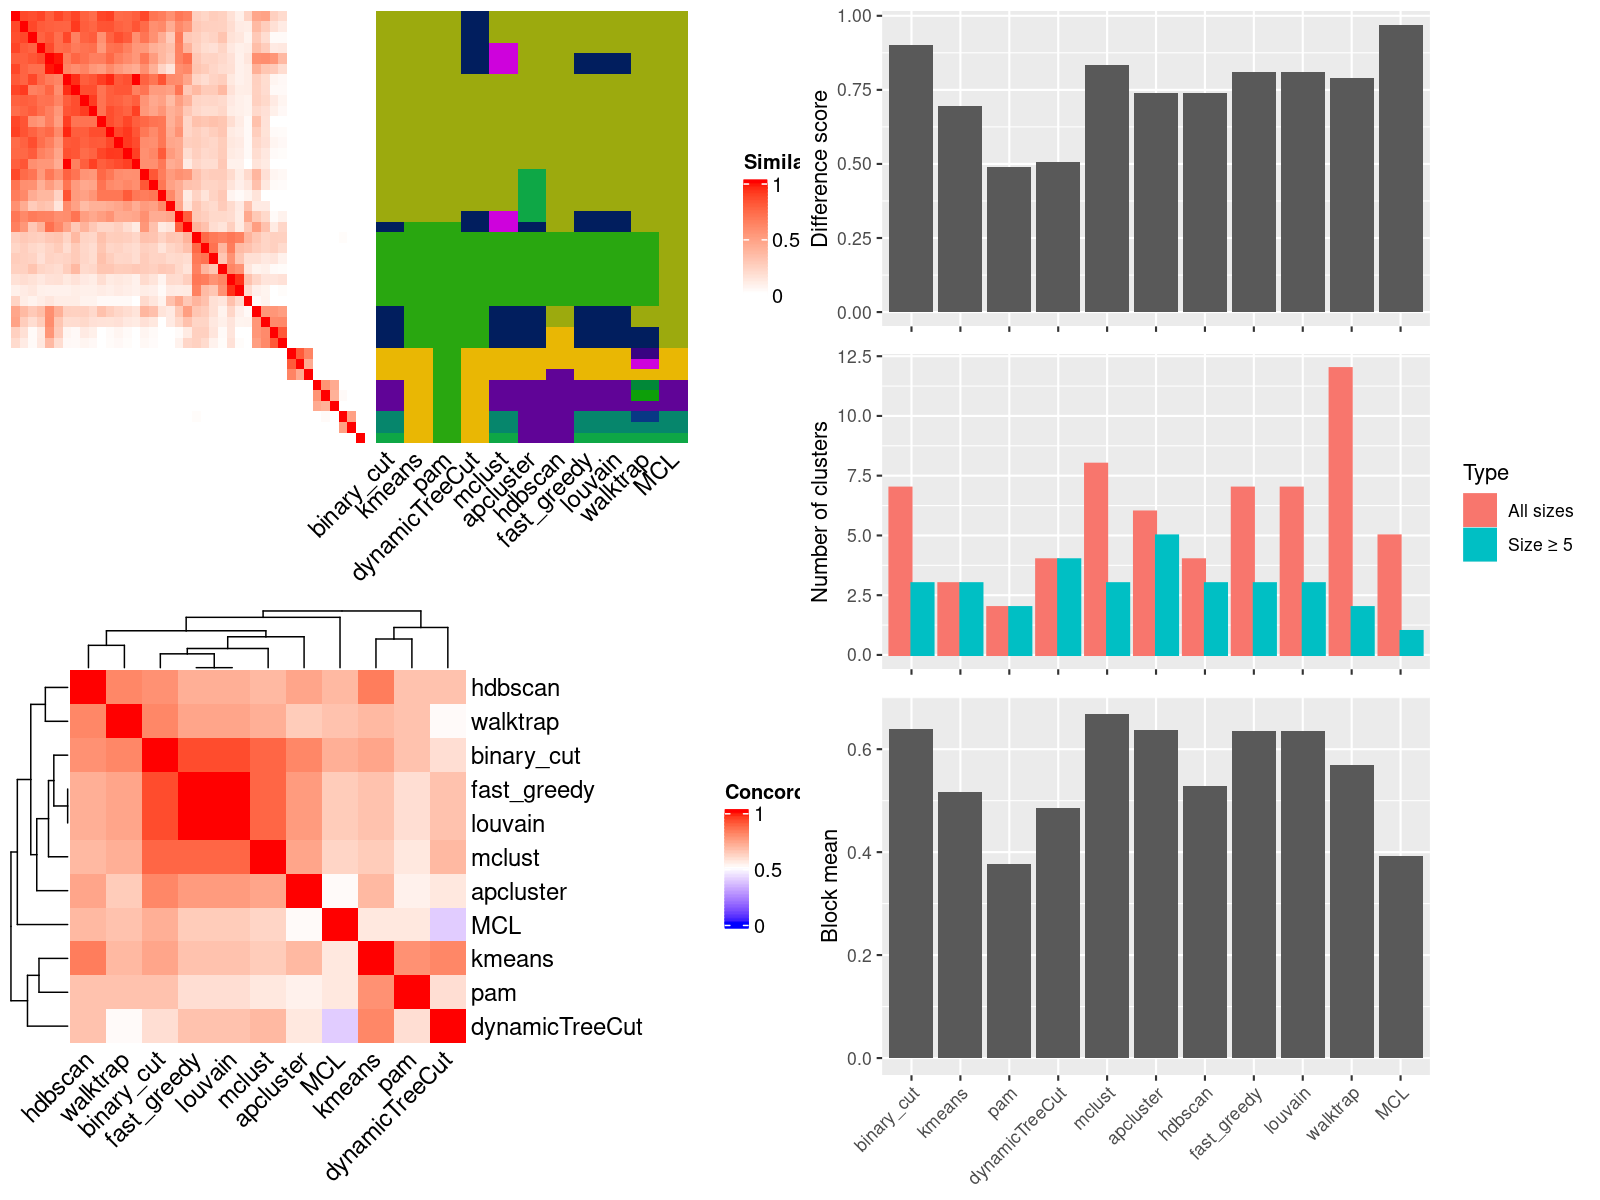 Simila
1
0.5
0
binary_cut
kmeans
pam
dynamicTreeCut
mclust
apcluster
hdbscan
fast_greedy
louvain
walktrap
MCL
hdbscan
walktrap
binary_cut
fast_greedy
louvain
mclust
apcluster
MCL
kmeans
pam
dynamicTreeCut
hdbscan
walktrap
binary_cut
fast_greedy
louvain
mclust
apcluster
MCL
kmeans
pam
dynamicTreeCut
Concord
1
0.5
0
Difference score
1.00
0.75
0.50
0.25
0.00
Number of clusters
12.5
10.0
7.5
5.0
2.5
0.0
Type
All sizes
Size ≥ 5
Block mean
0.6
0.4
0.2
0.0
binary_cut
kmeans
pam
dynamicTreeCut
mclust
apcluster
hdbscan
fast_greedy
louvain
walktrap
MCL